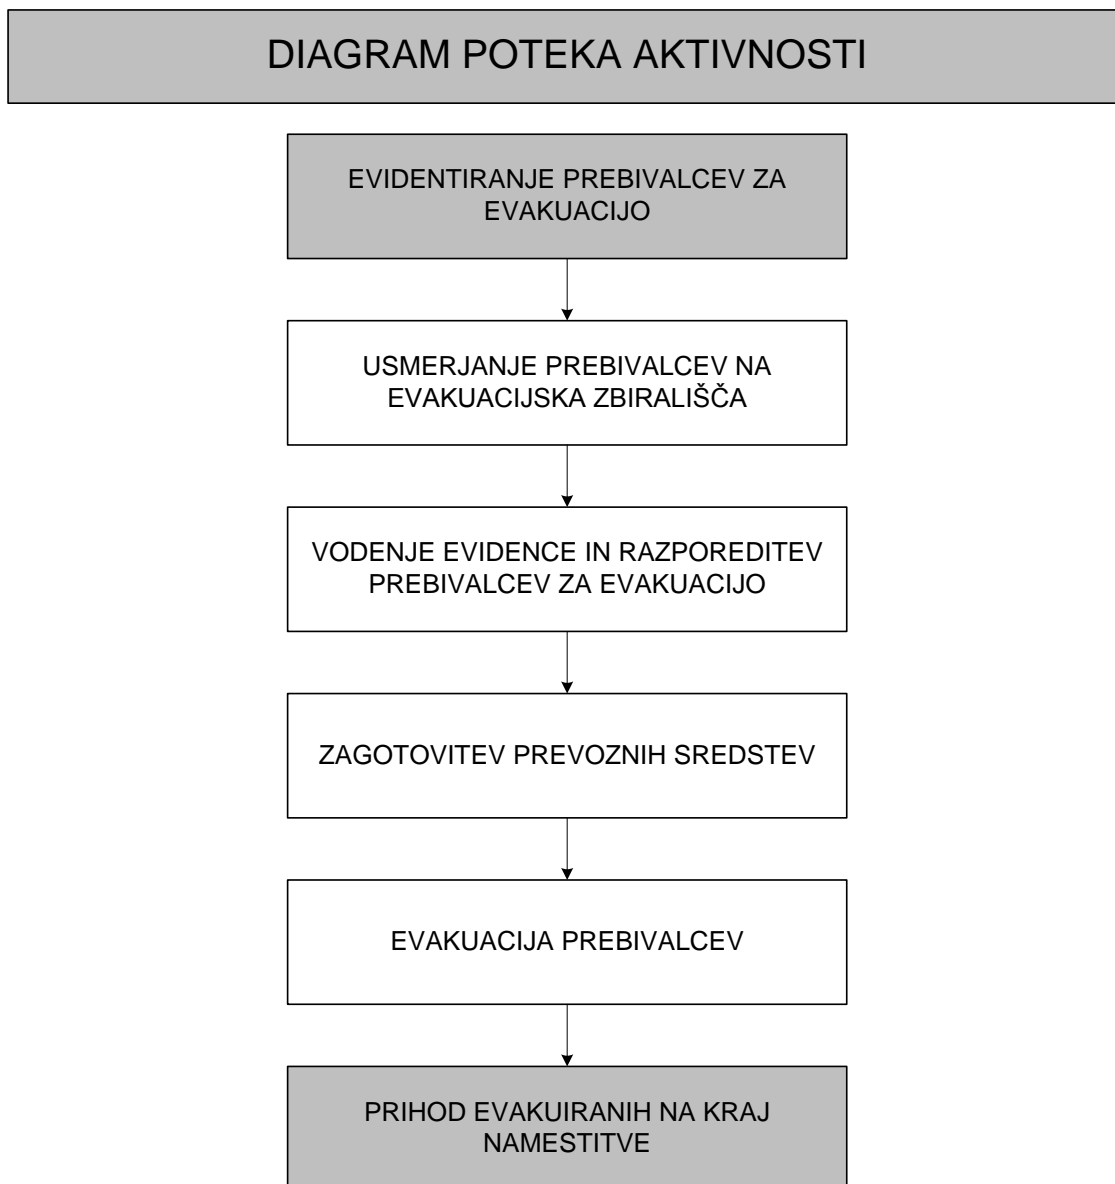 DIAGRAM POTEKA AKTIVNOSTI
EVIDENTIRANJE PREBIVALCEV ZA
EVAKUACIJO
USMERJANJE PREBIVALCEV NA
EVAKUACIJSKA ZBIRALIŠČA
VODENJE EVIDENCE IN RAZPOREDITEV
PREBIVALCEV ZA EVAKUACIJO
ZAGOTOVITEV PREVOZNIH SREDSTEV
EVAKUACIJA PREBIVALCEV
PRIHOD EVAKUIRANIH NA KRAJ
NAMESTITVE